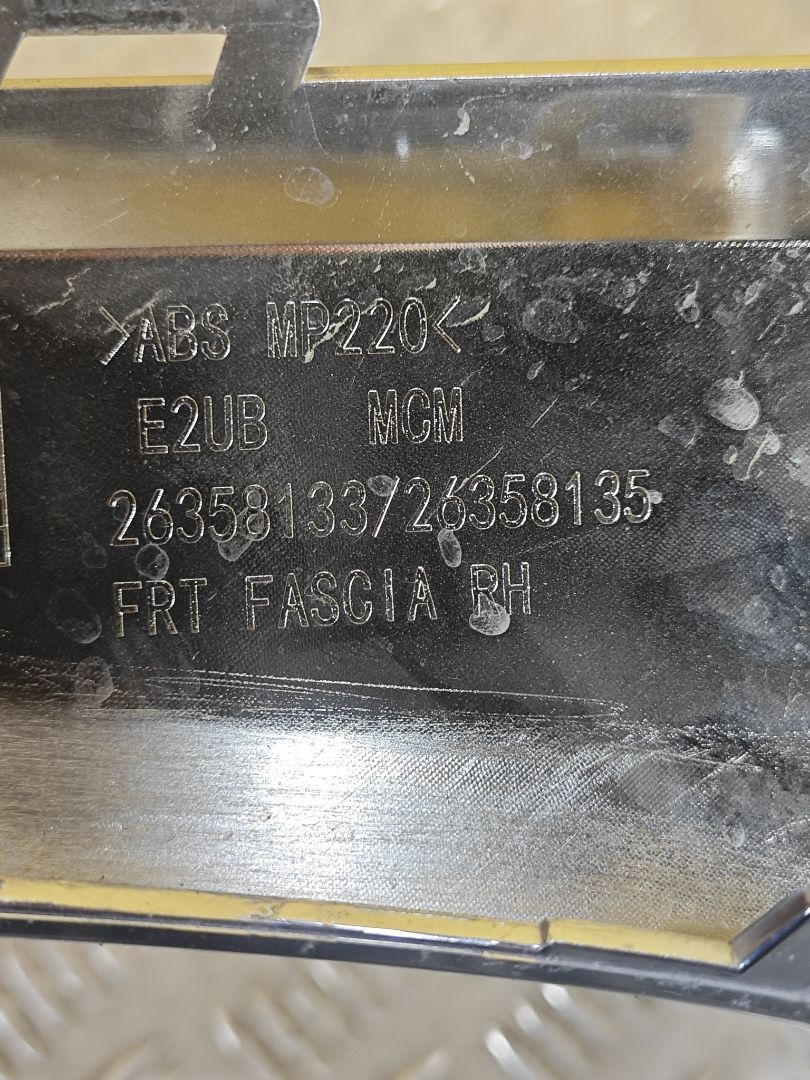 >ABS MP220<
E2UB MCM
26358133/26358135
FRT FASCIA RH